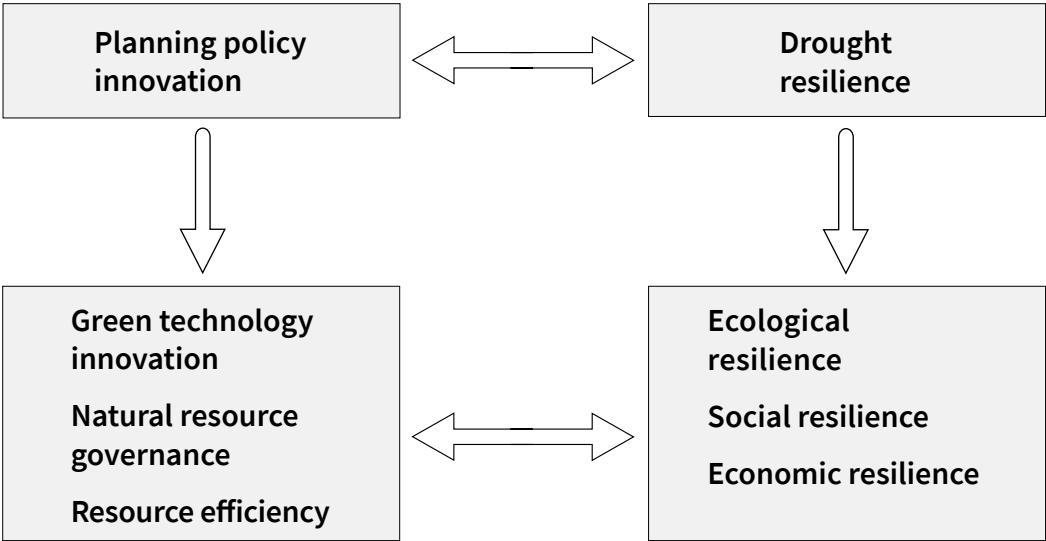 Planning policy
innovation
Drought
resilience
Green technology
innovation
Natural resource
governance
Resource efficiency
Ecological
resilience
Social resilience
Economic resilience